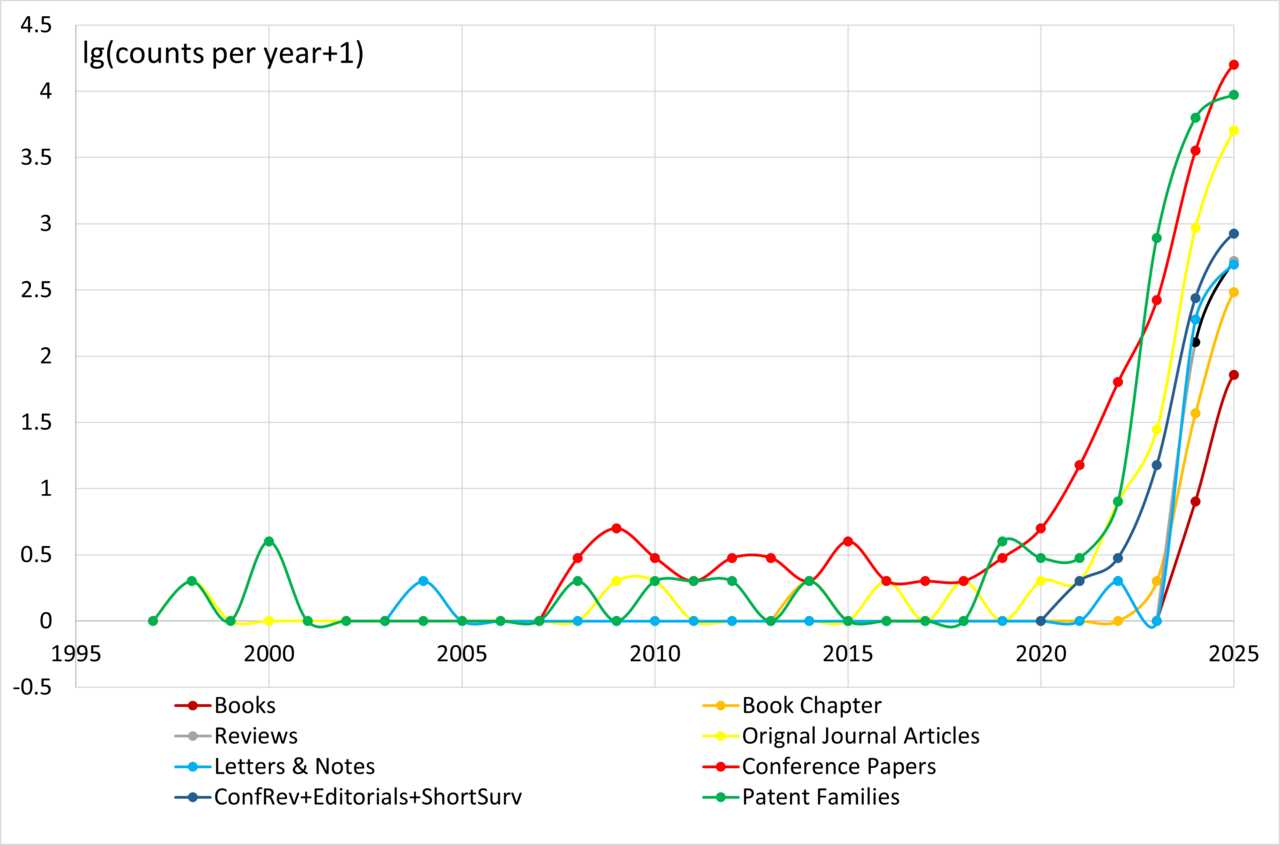 4.5
lg(counts per year+1)
4
3.5
3
2.5
2
1.5
1
0.5
0
1995 2000 2005 2010 2015 2020 2025
-0.5
Books Book Chapter
Reviews Orignal Journal Articles
Letters & Notes Conference Papers
ConfRev+Editorials+ShortSurv Patent Families